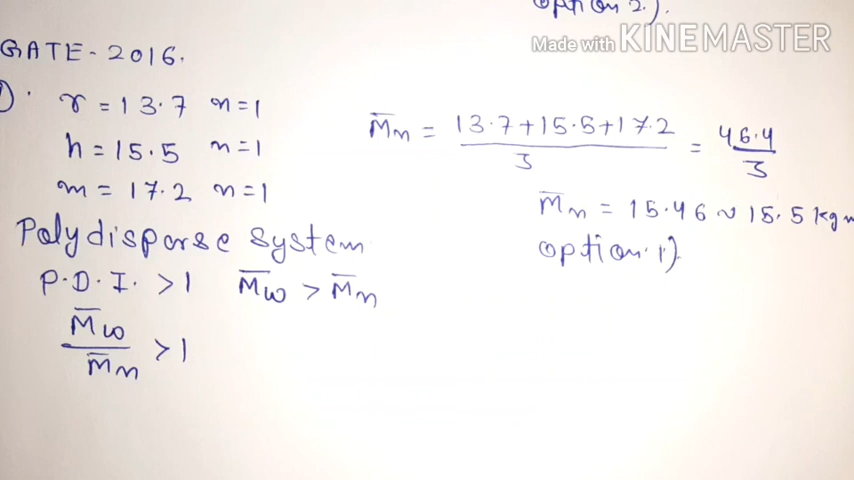 option 2).
Made with KINEMASTER
GATE-2016.
1).
r = 13.7 n=1
h = 15.5 n=1
m = 17.2 n=1
Polydisperse system
P.D.I. > 1 M̅w > M̅n
M̅w / M̅n > 1
M̅n = 13.7+15.5+17.2 / 3 = 46.4 / 3
M̅n = 15.46 ~ 15.5 kg m
option 1)